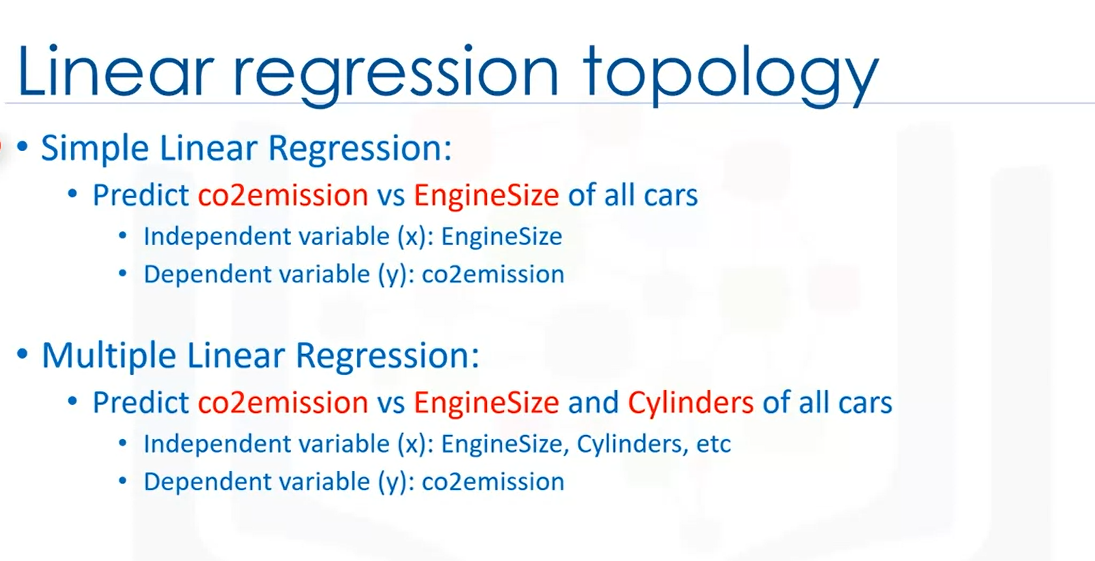 Linear regression topology
• Simple Linear Regression:
• Predict co2emission vs EngineSize of all cars
• Independent variable (x): EngineSize
• Dependent variable (y): co2emission
• Multiple Linear Regression:
• Predict co2emission vs EngineSize and Cylinders of all cars
• Independent variable (x): EngineSize, Cylinders, etc
• Dependent variable (y): co2emission